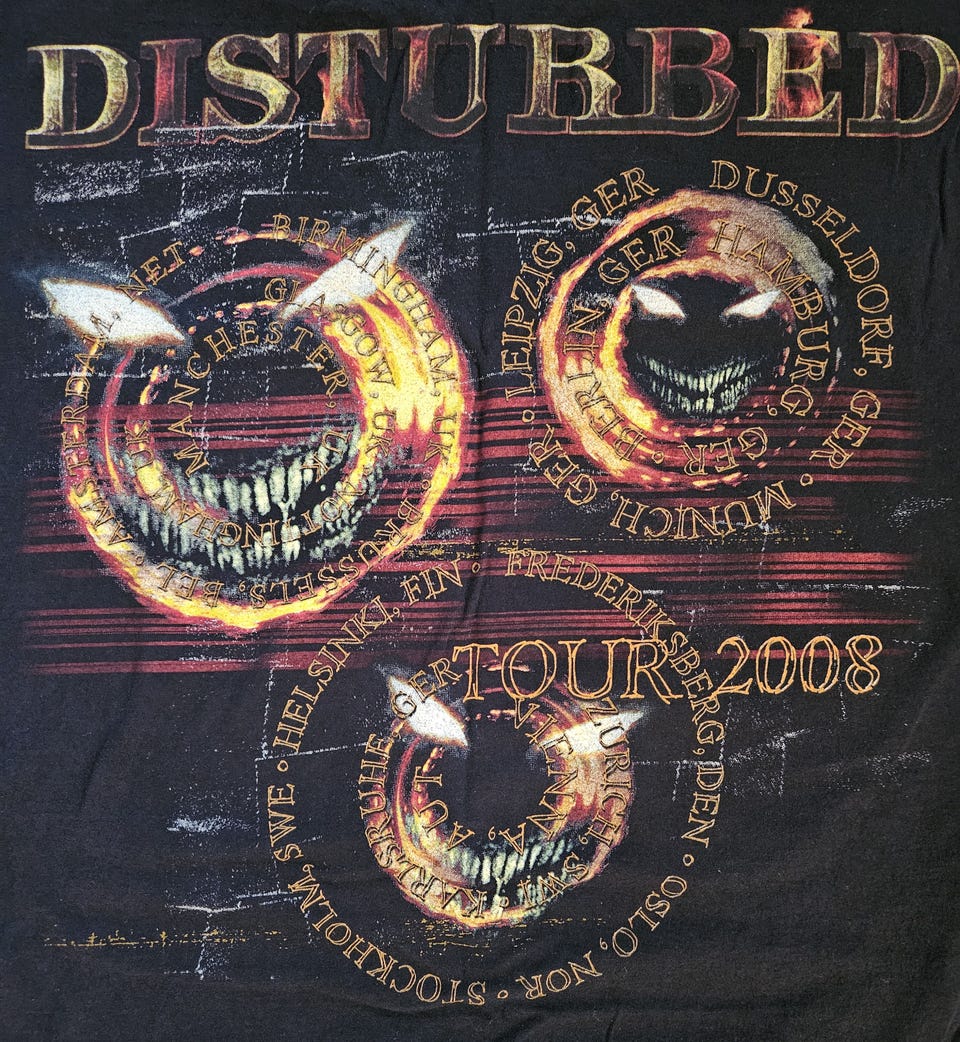 DISTURBED
BIRMINGHAM, UK · BRUSSELS, BEL · AMSTERDAM, NET ·
GLASGOW, UK · NOTTINGHAM, UK
MANCHESTER, UK
DUSSELDORF, GER · MUNICH, GER · LEIPZIG, GER
HAMBURG, GER · BERLIN, GER
TOUR 2008
FREDERIKSBERG, DEN · OSLO, NOR · STOCKHOLM, SWE · HELSINKI, FIN ·
ZURICH, SWI · KARLSRUHE, GER
VIENNA, AUT